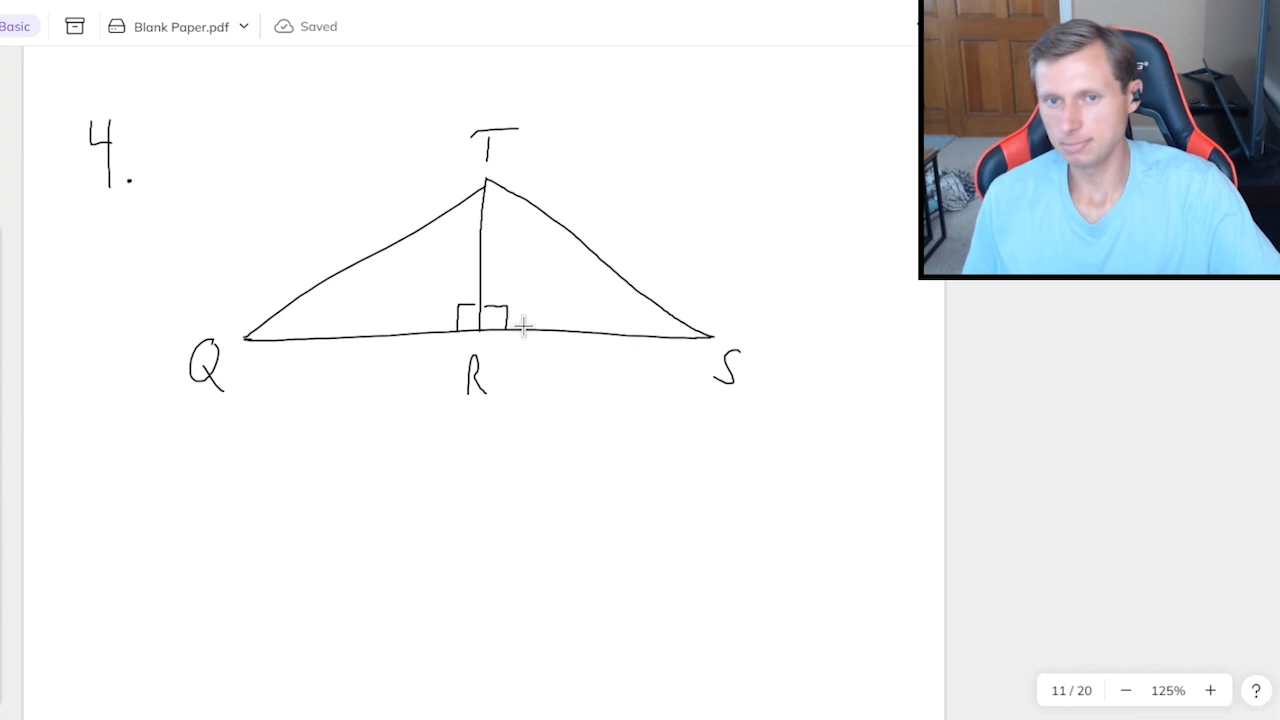 Basic Blank Paper.pdf Saved
4.
T
Q R S
11 / 20 − 125% + ?